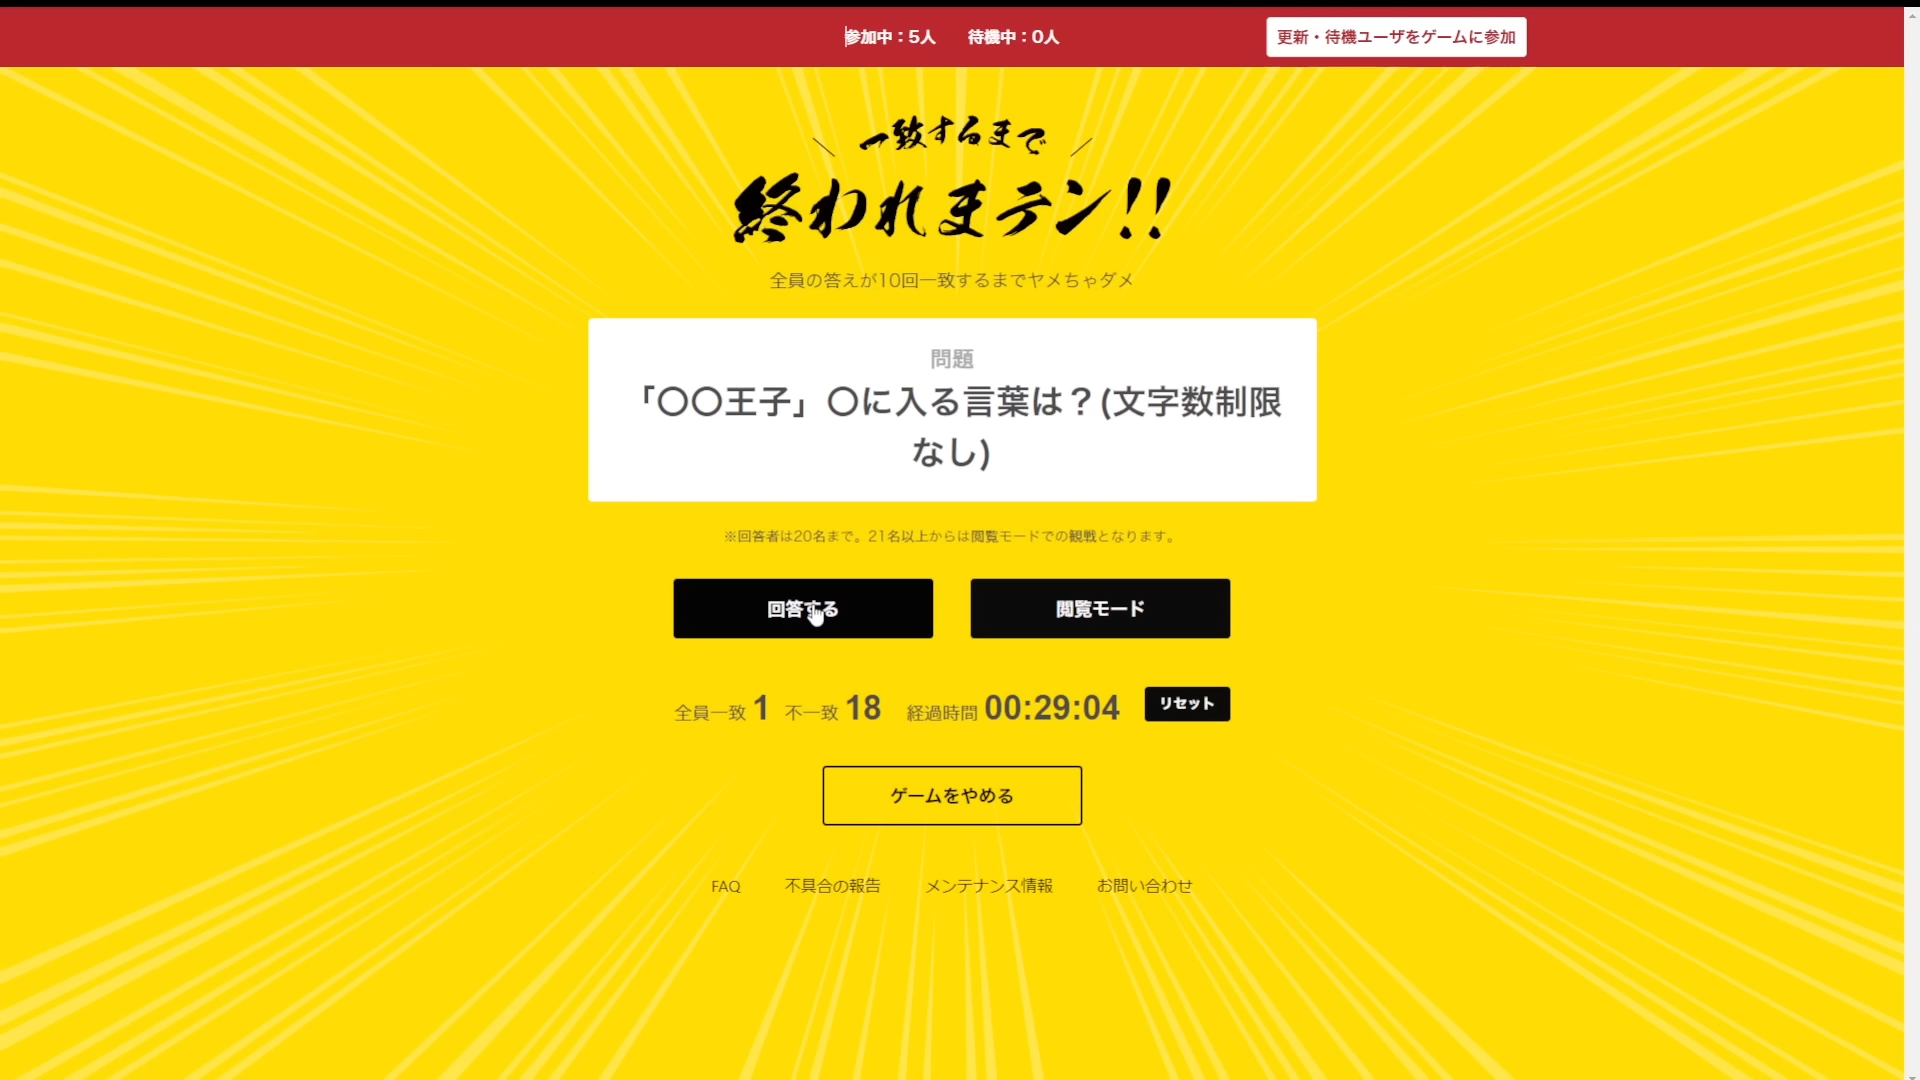 参加中：5人 待機中：0人 更新・待機ユーザをゲームに参加
一致するまで
終われまテン!!
全員の答えが10回一致するまでヤメちゃダメ
問題
「〇〇王子」〇に入る言葉は？(文字数制限
なし)
※回答者は20名まで。21名以上からは閲覧モードでの観戦となります。
回答する 閲覧モード
全員一致 1 不一致 18 経過時間 00:29:04 リセット
ゲームをやめる
FAQ 不具合の報告 メンテナンス情報 お問い合わせ